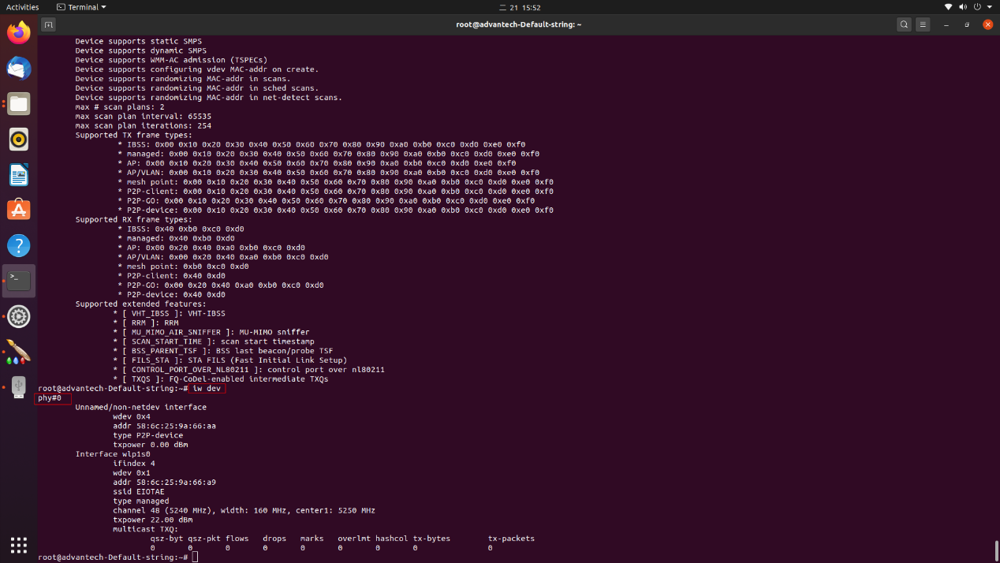 Activities
Terminal
二 21 15:52
root@advantech-Default-string: ~
Device supports static SMPS
Device supports dynamic SMPS
Device supports WMM-AC admission (TSPECs)
Device supports configuring vdev MAC-addr on create.
Device supports randomizing MAC-addr in scans.
Device supports randomizing MAC-addr in sched scans.
Device supports randomizing MAC-addr in net-detect scans.
max # scan plans: 2
max scan plan interval: 65535
max scan plan iterations: 254
Supported TX frame types:
* IBSS: 0x00 0x10 0x20 0x30 0x40 0x50 0x60 0x70 0x80 0x90 0xa0 0xb0 0xc0 0xd0 0xe0 0xf0
* managed: 0x00 0x10 0x20 0x30 0x40 0x50 0x60 0x70 0x80 0x90 0xa0 0xb0 0xc0 0xd0 0xe0 0xf0
* AP: 0x00 0x10 0x20 0x30 0x40 0x50 0x60 0x70 0x80 0x90 0xa0 0xb0 0xc0 0xd0 0xe0 0xf0
* AP/VLAN: 0x00 0x10 0x20 0x30 0x40 0x50 0x60 0x70 0x80 0x90 0xa0 0xb0 0xc0 0xd0 0xe0 0xf0
* mesh point: 0x00 0x10 0x20 0x30 0x40 0x50 0x60 0x70 0x80 0x90 0xa0 0xb0 0xc0 0xd0 0xe0 0xf0
* P2P-client: 0x00 0x10 0x20 0x30 0x40 0x50 0x60 0x70 0x80 0x90 0xa0 0xb0 0xc0 0xd0 0xe0 0xf0
* P2P-GO: 0x00 0x10 0x20 0x30 0x40 0x50 0x60 0x70 0x80 0x90 0xa0 0xb0 0xc0 0xd0 0xe0 0xf0
* P2P-device: 0x00 0x10 0x20 0x30 0x40 0x50 0x60 0x70 0x80 0x90 0xa0 0xb0 0xc0 0xd0 0xe0 0xf0
Supported RX frame types:
* IBSS: 0x40 0xb0 0xc0 0xd0
* managed: 0x40 0xb0 0xd0
* AP: 0x00 0x20 0x40 0xa0 0xb0 0xc0 0xd0
* AP/VLAN: 0x00 0x20 0x40 0xa0 0xb0 0xc0 0xd0
* mesh point: 0xb0 0xc0 0xd0
* P2P-client: 0x40 0xd0
* P2P-GO: 0x00 0x20 0x40 0xa0 0xb0 0xc0 0xd0
* P2P-device: 0x40 0xd0
Supported extended features:
* [ VHT_IBSS ]: VHT-IBSS
* [ RRM ]: RRM
* [ MU_MIMO_AIR_SNIFFER ]: MU-MIMO sniffer
* [ SCAN_START_TIME ]: scan start timestamp
* [ BSS_PARENT_TSF ]: BSS last beacon/probe TSF
* [ FILS_STA ]: STA FILS (Fast Initial Link Setup)
* [ CONTROL_PORT_OVER_NL80211 ]: control port over nl80211
* [ TXQS ]: FQ-CoDel-enabled intermediate TXQs
root@advantech-Default-string:~# iw dev
phy#0
Unnamed/non-netdev interface
wdev 0x4
addr 58:6c:25:9a:66:aa
type P2P-device
txpower 0.00 dBm
Interface wlp1s0
ifindex 4
wdev 0x1
addr 58:6c:25:9a:66:a9
ssid EIOTAE
type managed
channel 48 (5240 MHz), width: 160 MHz, center1: 5250 MHz
txpower 22.00 dBm
multicast TXQ:
qsz-byt qsz-pkt flows drops marks overlmt hashcol tx-bytes tx-packets
0 0 0 0 0 0 0 0 0
root@advantech-Default-string:~#